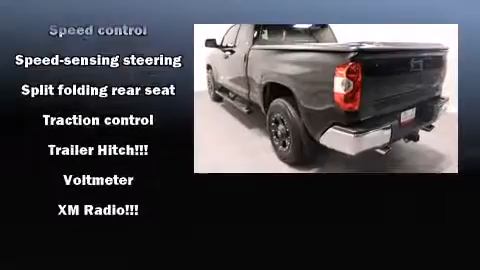 Speed control
Speed-sensing steering
Split folding rear seat
Traction control
Trailer Hitch!!!
Voltmeter
XM Radio!!!